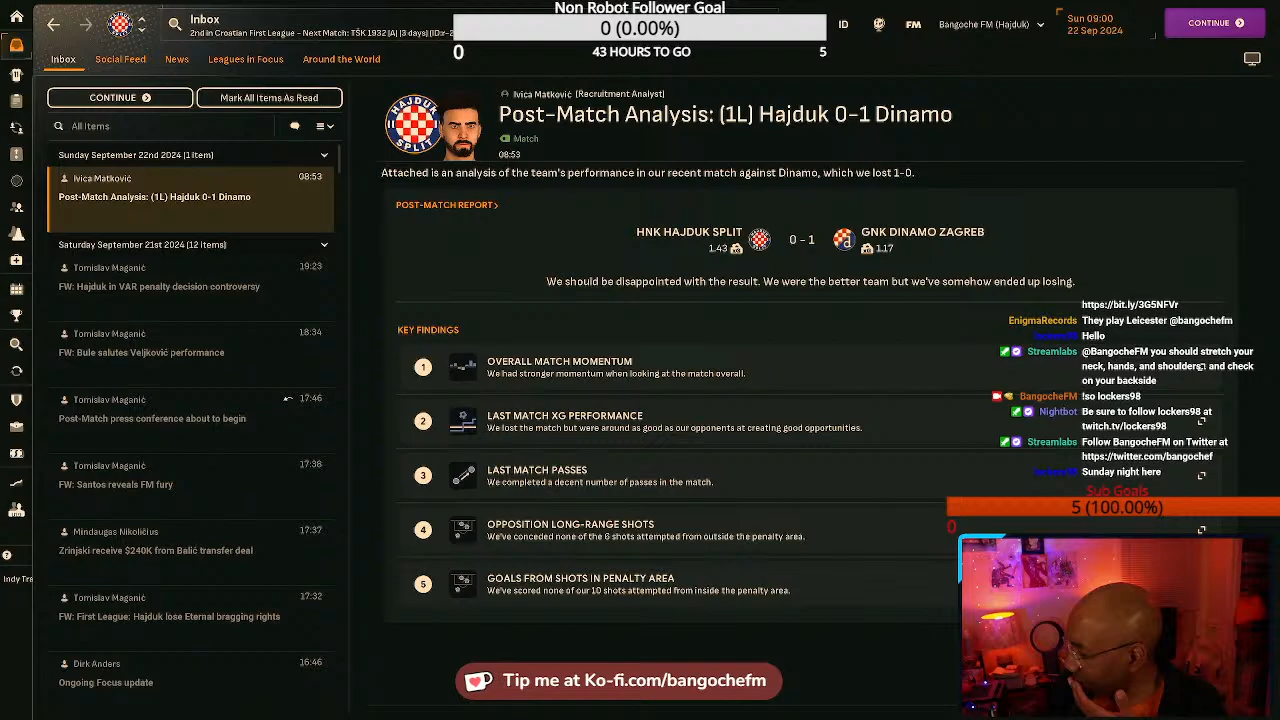 Non Robot Follower Goal
0 (0.00%)
0
43 HOURS TO GO
5
Inbox
2nd in Croatian First League - Next Match: TŠK 1932 (A) (3 days)
ID
FM
Bangoche FM (Hajduk)
Sun 09:00
22 Sep 2024
CONTINUE
Inbox
Social Feed
News
Leagues in Focus
Around the World
CONTINUE
Mark All Items As Read
All Items
Sunday September 22nd 2024 (1 Item)
Ivica Matković
08:53
Post-Match Analysis: (1L) Hajduk 0-1 Dinamo
Saturday September 21st 2024 (12 Items)
Tomislav Maganić
19:23
FW: Hajduk in VAR penalty decision controversy
Tomislav Maganić
18:34
FW: Bule salutes Veljković performance
Tomislav Maganić
17:46
Post-Match press conference about to begin
Tomislav Maganić
17:38
FW: Santos reveals FM fury
Mindaugas Nikoličius
17:37
Zrinjski receive $240K from Balić transfer deal
Tomislav Maganić
17:32
FW: First League: Hajduk lose Eternal bragging rights
Dirk Anders
16:46
Ongoing Focus update
Indy Tra
HAJDUK
SPLIT
Ivica Matković (Recruitment Analyst)
Post-Match Analysis: (1L) Hajduk 0-1 Dinamo
Match
08:53
Attached is an analysis of the team's performance in our recent match against Dinamo, which we lost 1-0.
POST-MATCH REPORT>
HNK HAJDUK SPLIT
1.43
0 - 1
GNK DINAMO ZAGREB
1.17
We should be disappointed with the result. We were the better team but we've somehow ended up losing.
KEY FINDINGS
1
OVERALL MATCH MOMENTUM
We had stronger momentum when looking at the match overall.
2
LAST MATCH XG PERFORMANCE
We lost the match but were around as good as our opponents at creating good opportunities.
3
LAST MATCH PASSES
We completed a decent number of passes in the match.
4
OPPOSITION LONG-RANGE SHOTS
We've conceded none of the 6 shots attempted from outside the penalty area.
5
GOALS FROM SHOTS IN PENALTY AREA
We've scored none of our 10 shots attempted from inside the penalty area.
https://bit.ly/3G5NFVr
EnigmaRecords They play Leicester @bangochefm
lockers98 Hello
Streamlabs @BangocheFM you should stretch your
neck, hands, and shoulders and check
on your backside
BangocheFM !so lockers98
Nightbot Be sure to follow lockers98 at
twitch.tv/lockers98
Streamlabs Follow BangocheFM on Twitter at
https://twitter.com/bangochef
lockers98 Sunday night here
Sub Goals
5 (100.00%)
0
Tip me at Ko-fi.com/bangochefm